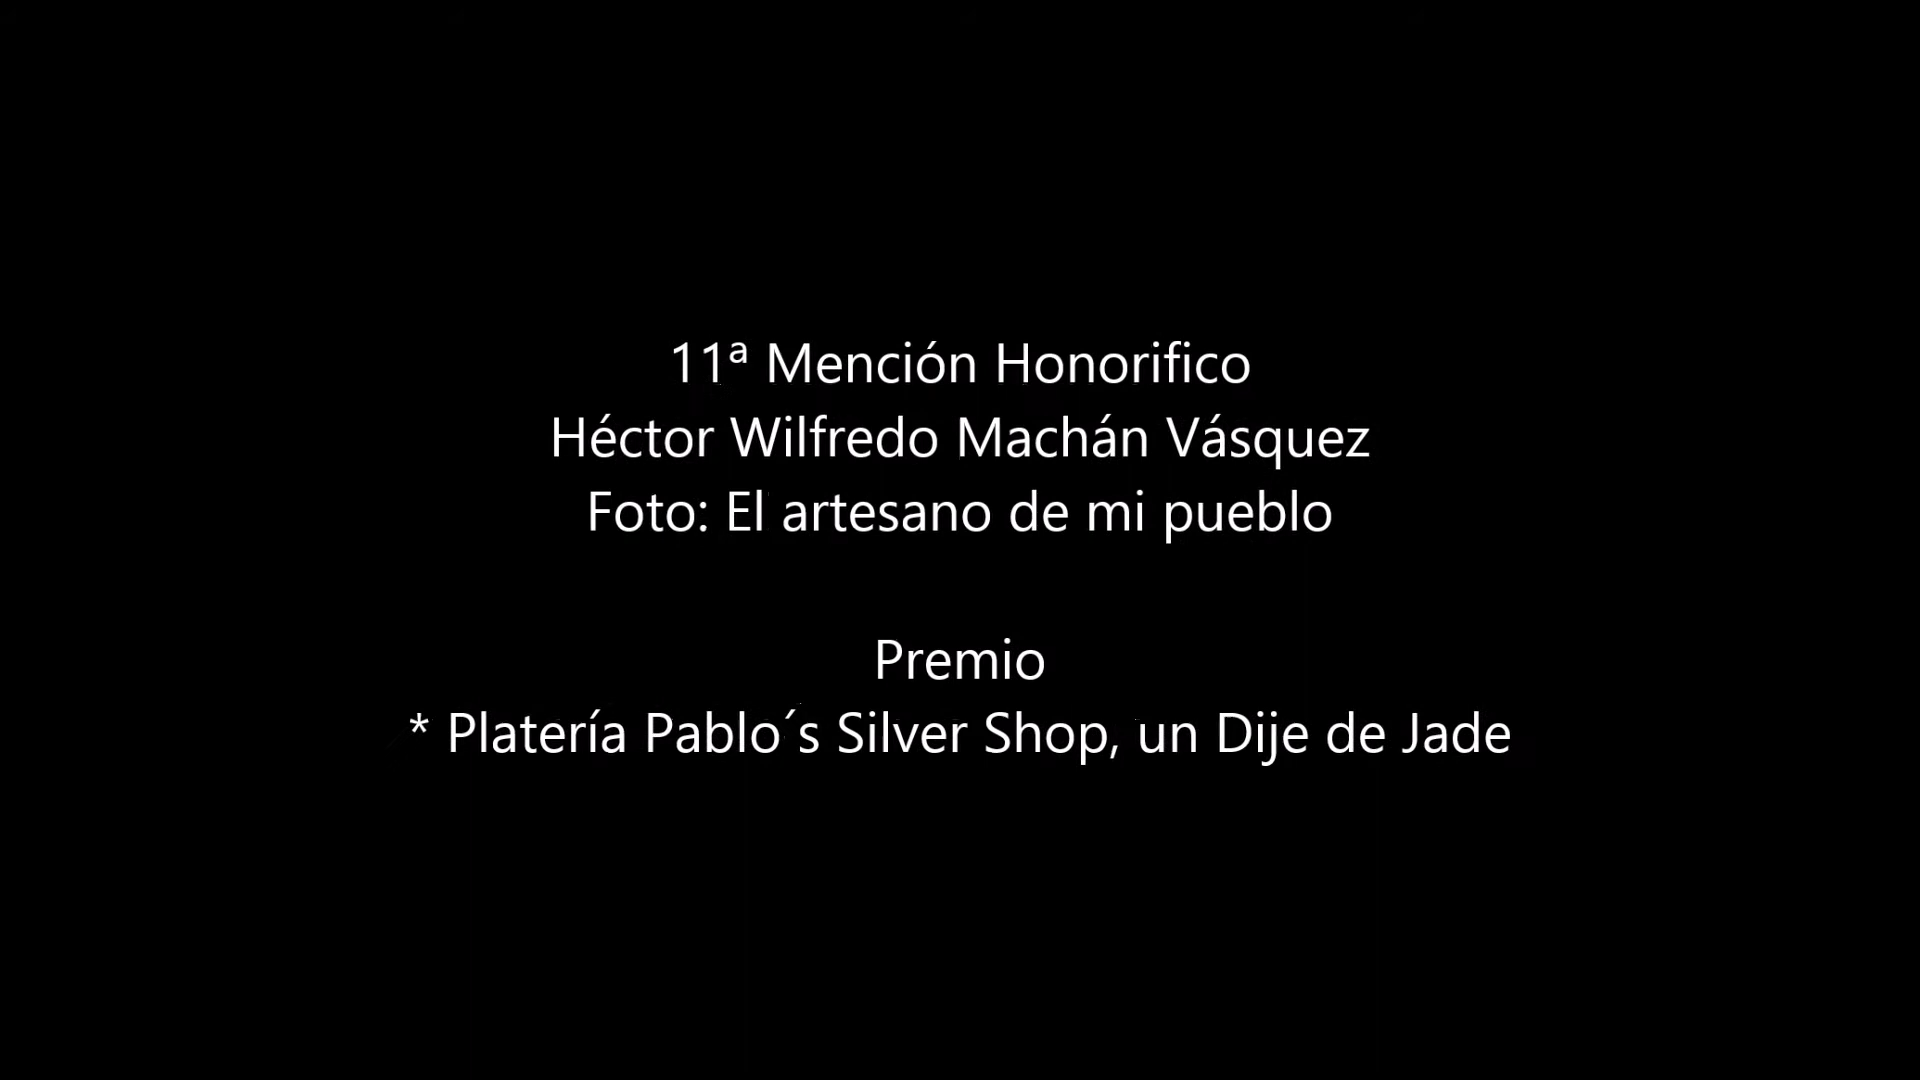 11ª Mención Honorifico
Héctor Wilfredo Machán Vásquez
Foto: El artesano de mi pueblo
Premio
* Platería Pablo´s Silver Shop, un Dije de Jade